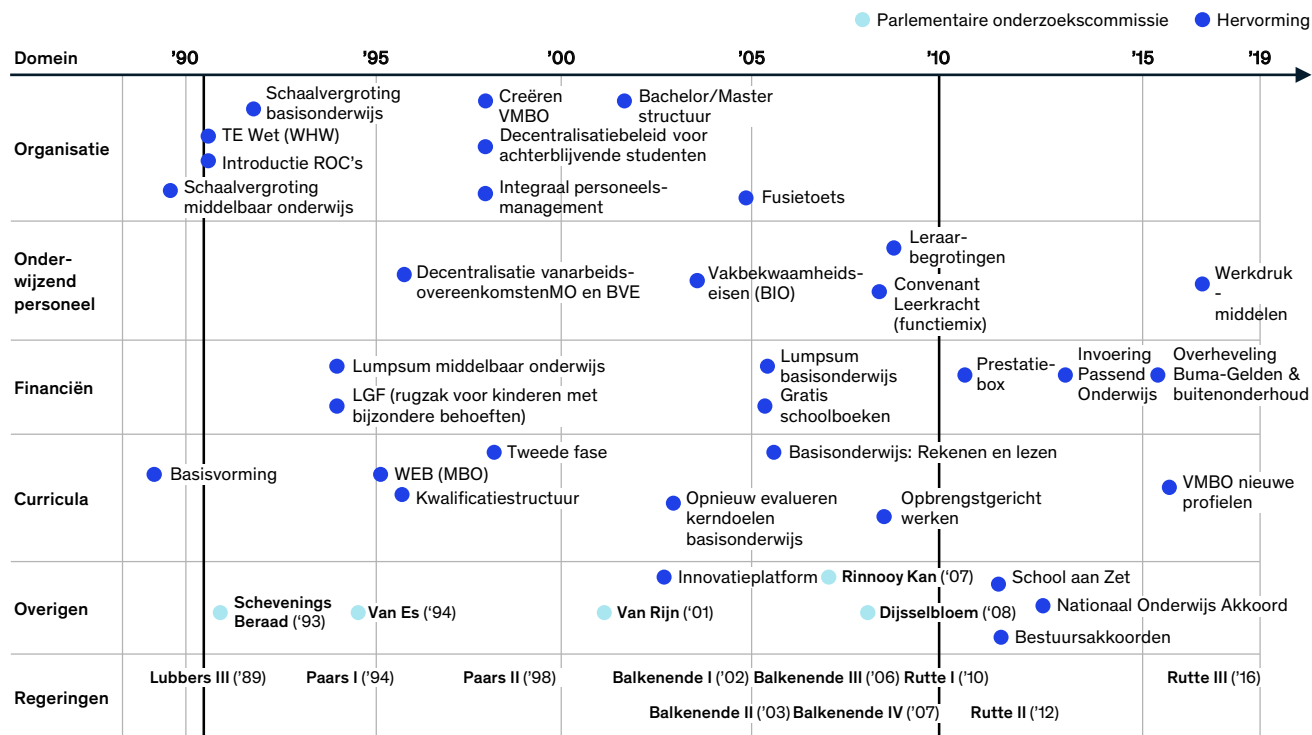 Parlementaire onderzoekscommissie
Hervorming
Domein
’90
’95
’00
’05
’10
’15
’19
Organisatie
Schaalvergroting
basisonderwijs
TE Wet (WHW)
Introductie ROC’s
Schaalvergroting
middelbaar onderwijs
Creëren
VMBO
Decentralisatiebeleid voor
achterblijvende studenten
Integraal personeels-
management
Bachelor/Master
structuur
Fusietoets
Onder-
wijzend
personeel
Decentralisatie vanarbeids-
overeenkomstenMO en BVE
Vakbekwaamheids-
eisen (BIO)
Leraar-
begrotingen
Convenant
Leerkracht
(functiemix)
Werkdruk
-
middelen
Financiën
Lumpsum middelbaar onderwijs
LGF (rugzak voor kinderen met
bijzondere behoeften)
Lumpsum
basisonderwijs
Gratis
schoolboeken
Prestatie-
box
Invoering
Passend
Onderwijs
Overheveling
Buma-Gelden &
buitenonderhoud
Curricula
Basisvorming
Tweede fase
WEB (MBO)
Kwalificatiestructuur
Basisonderwijs: Rekenen en lezen
Opnieuw evalueren
kerndoelen
basisonderwijs
Opbrengstgericht
werken
VMBO nieuwe
profielen
Overigen
Schevenings
Beraad (‘93)
Van Es (‘94)
Van Rijn (‘01)
Innovatieplatform
Rinnooy Kan (‘07)
Dijsselbloem (‘08)
School aan Zet
Nationaal Onderwijs Akkoord
Bestuursakkoorden
Regeringen
Lubbers III (’89)
Paars I (’94)
Paars II (’98)
Balkenende I (’02)
Balkenende III (’06)
Rutte I (’10)
Rutte III (’16)
Balkenende II (’03)
Balkenende IV (’07)
Rutte II (’12)